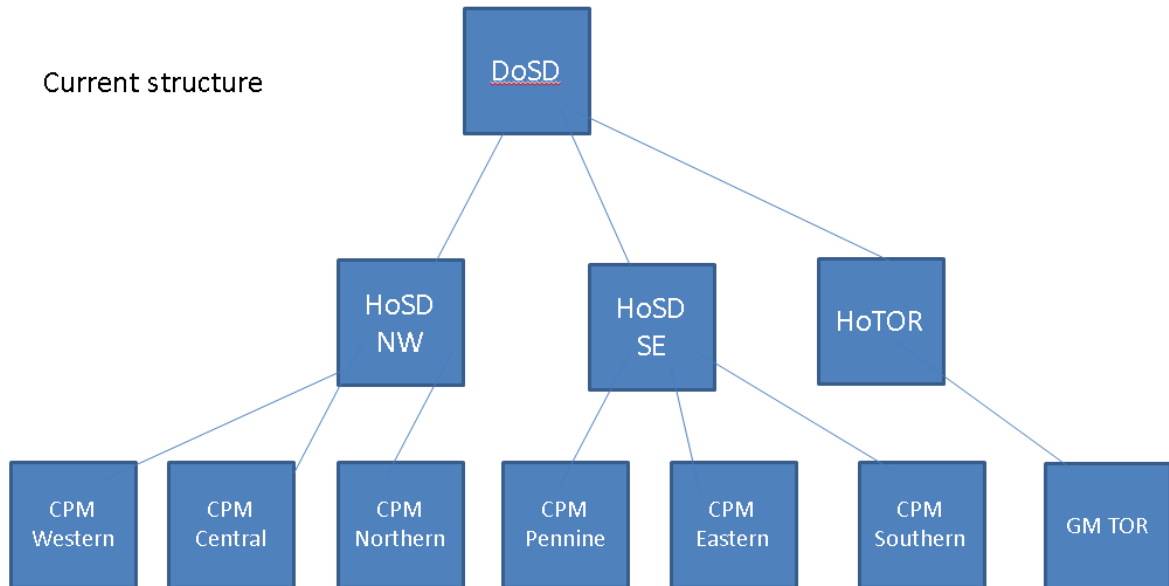 Current structure
DoSD
HoSD
NW
HoSD
SE
HoTOR
CPM
Western
CPM
Central
CPM
Northern
CPM
Pennine
CPM
Eastern
CPM
Southern
GM TOR